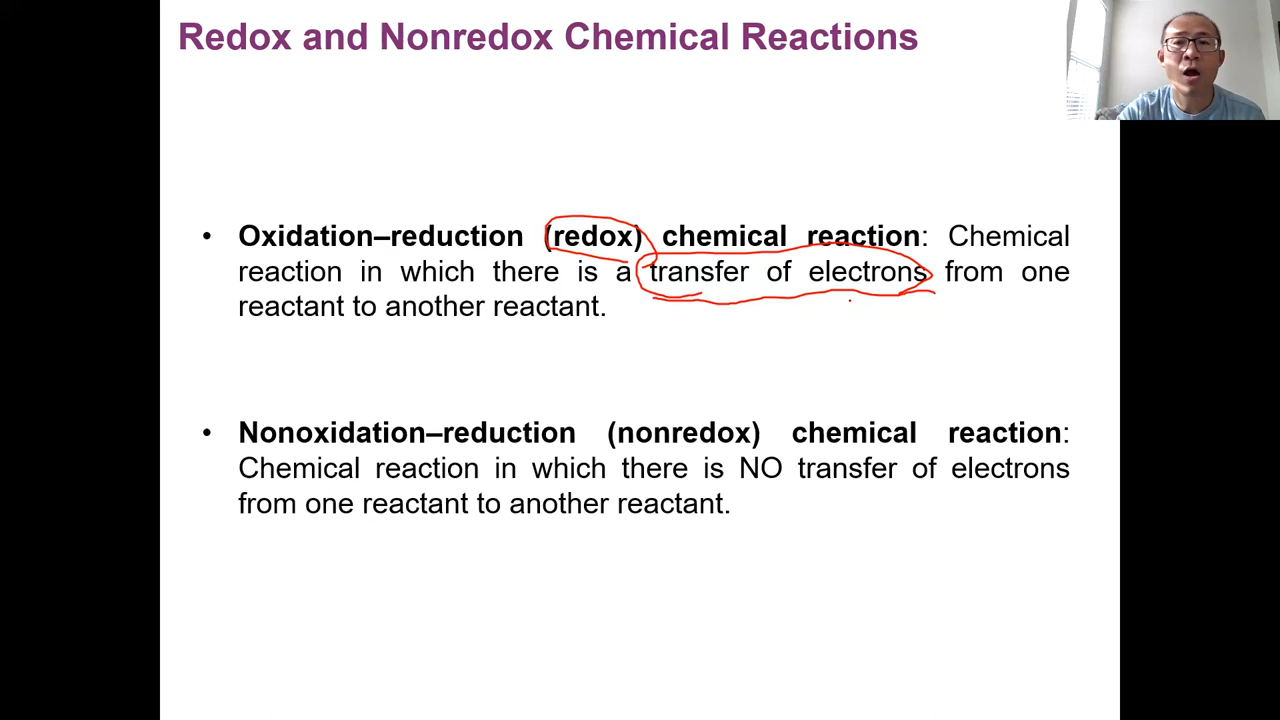 Redox and Nonredox Chemical Reactions
• Oxidation–reduction (redox) chemical reaction: Chemical
reaction in which there is a transfer of electrons from one
reactant to another reactant.
• Nonoxidation–reduction (nonredox) chemical reaction:
Chemical reaction in which there is NO transfer of electrons
from one reactant to another reactant.